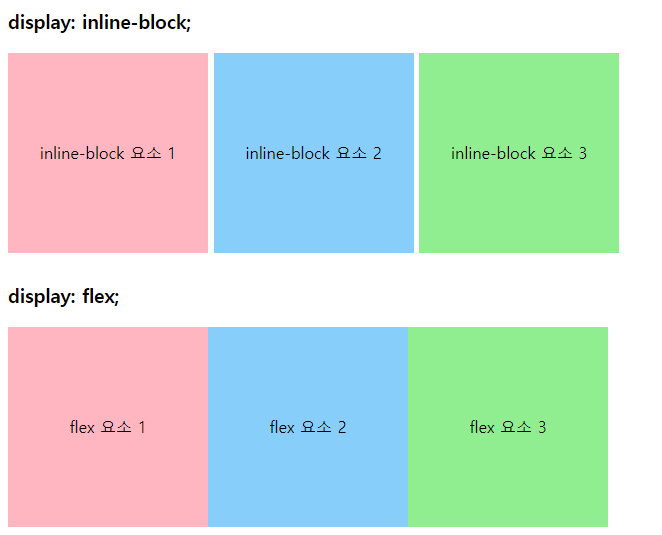 display: inline-block;
inline-block 요소 1
inline-block 요소 2
inline-block 요소 3
display: flex;
flex 요소 1
flex 요소 2
flex 요소 3